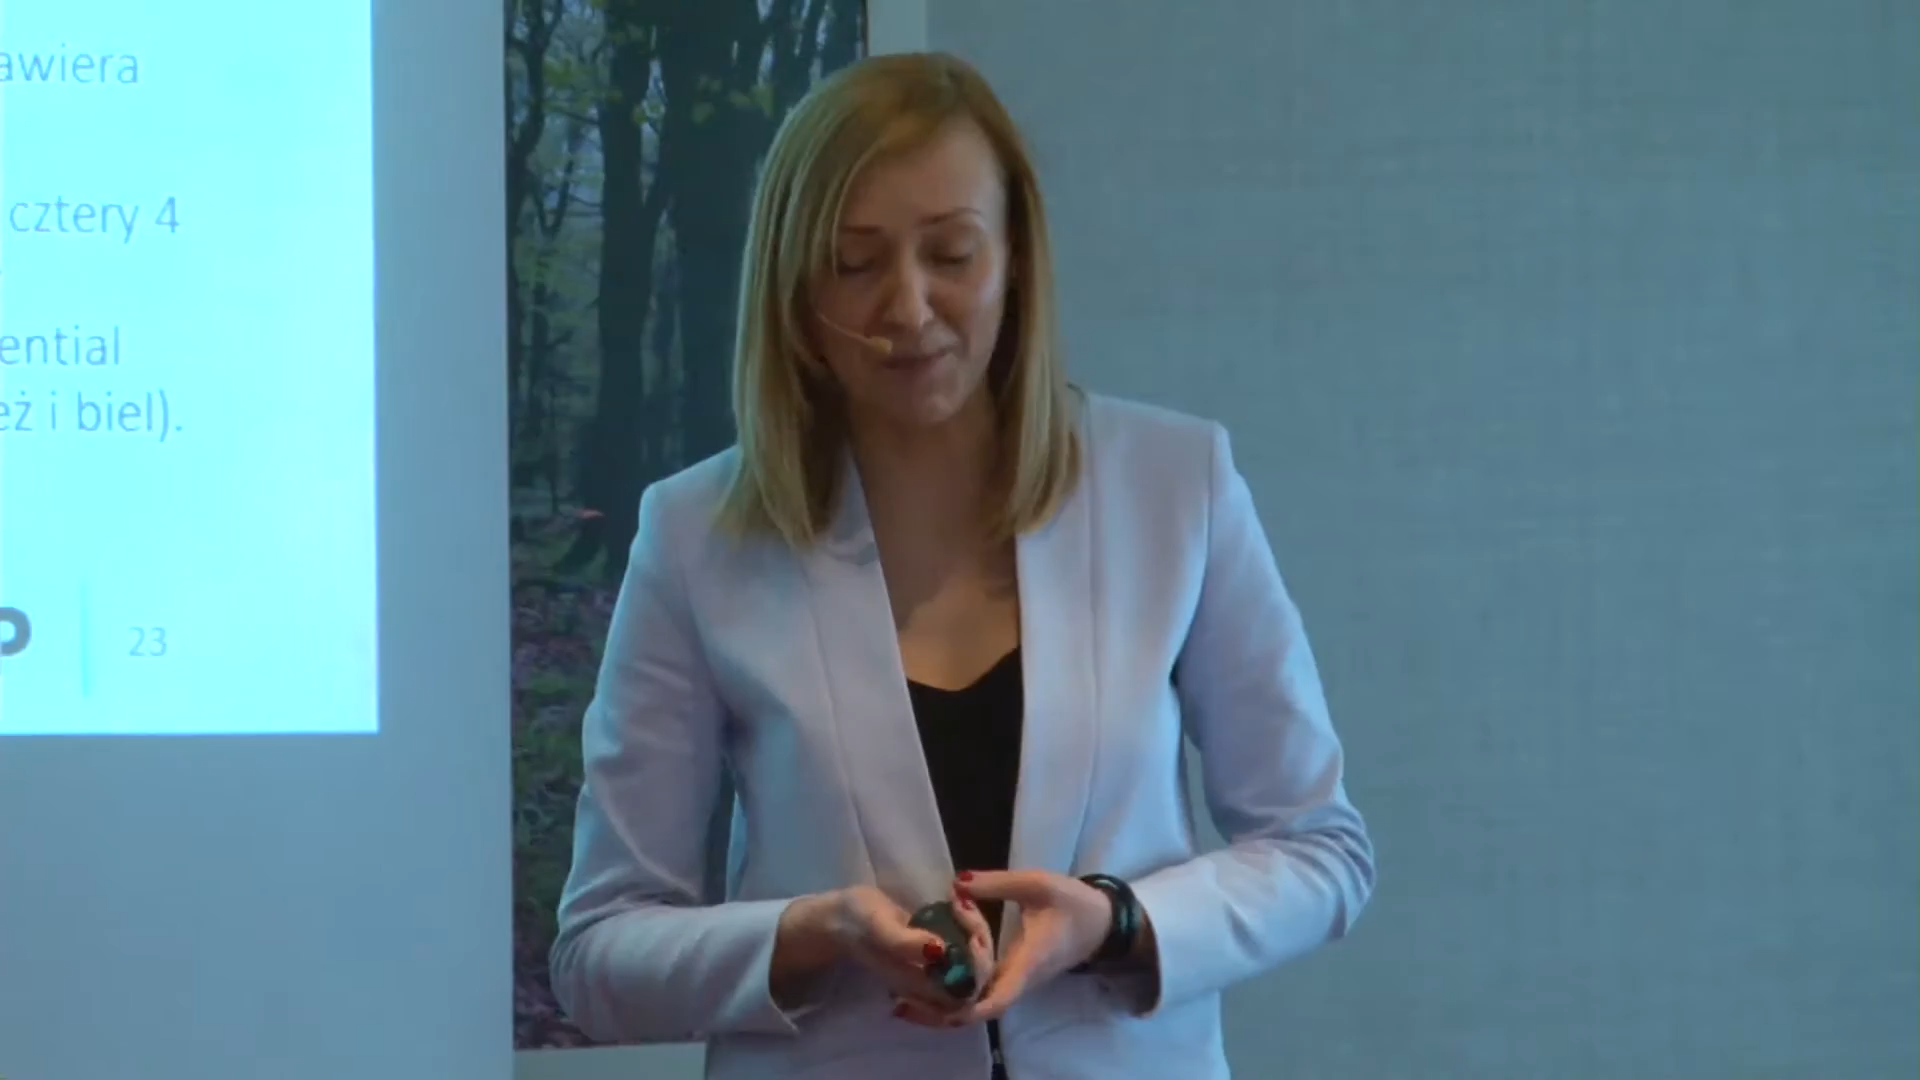 awiera
cztery 4
ential
eż i biel).
P
23